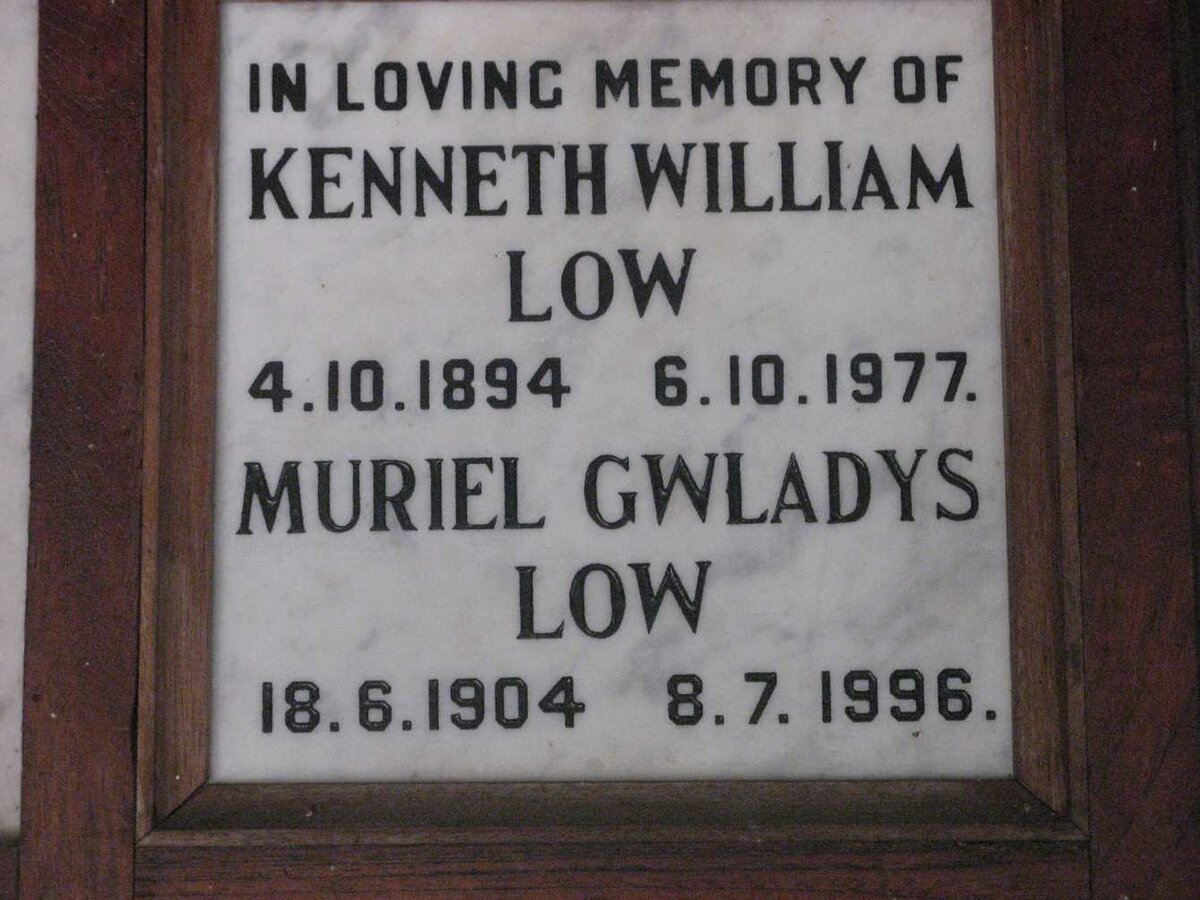 IN LOVING MEMORY OF
KENNETH WILLIAM
LOW
4.10.1894 6.10.1977.
MURIEL GWLADYS
LOW
18.6.1904 8.7.1996.